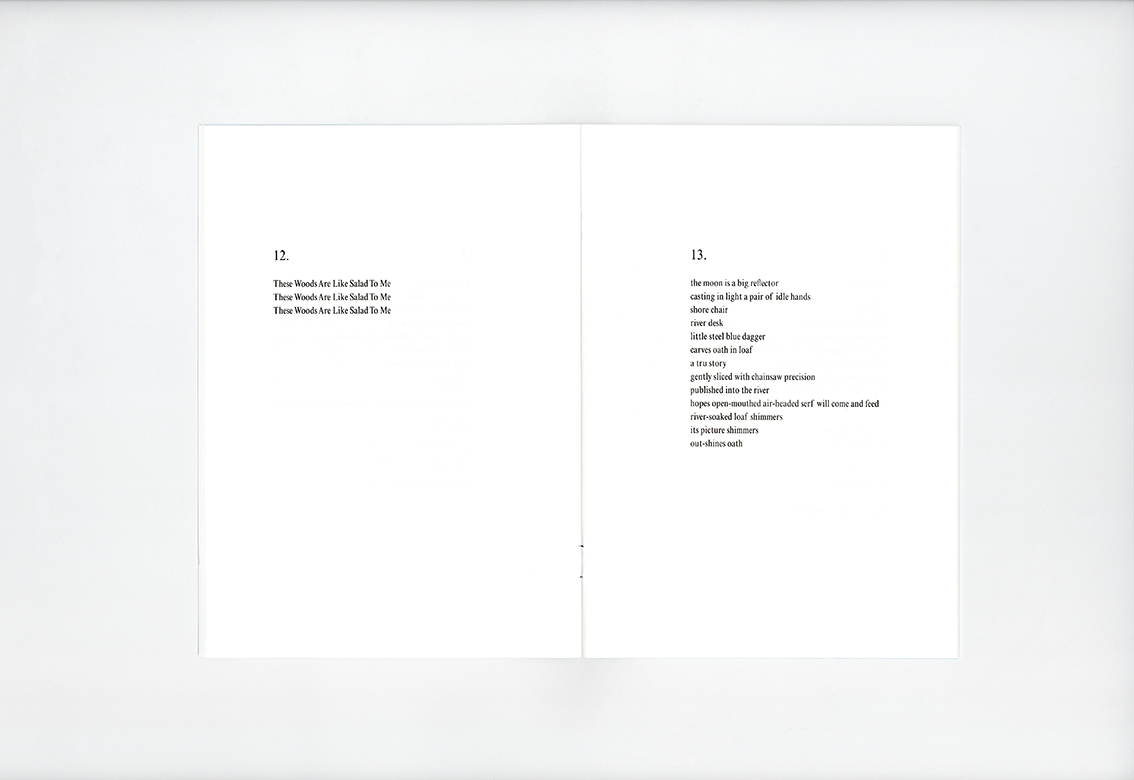 12.
These Woods Are Like Salad To Me
These Woods Are Like Salad To Me
These Woods Are Like Salad To Me
13.
the moon is a big reflector
casting in light a pair of idle hands
shore chair
river desk
little steel blue dagger
carves oath in loaf
a tru story
gently sliced with chainsaw precision
published into the river
hopes open-mouthed air-headed serf will come and feed
river-soaked loaf shimmers
its picture shimmers
out-shines oath